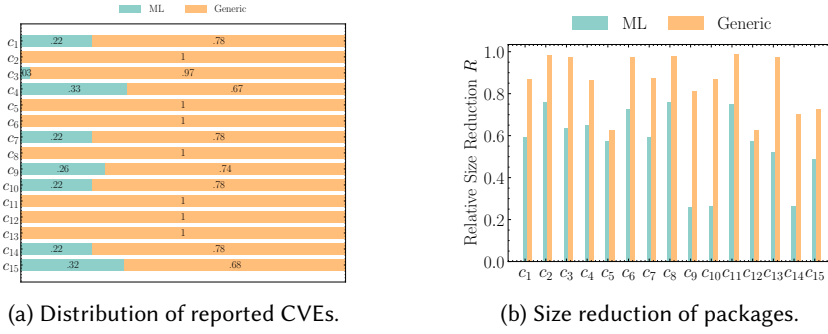 ML Generic
c1 .22 .78
c2 1
c3 .03 .97
c4 .33 .67
c5 1
c6 1
c7 .22 .78
c8 1
c9 .26 .74
c10 .22 .78
c11 1
c12 1
c13 1
c14 .22 .78
c15 .32 .68
(a) Distribution of reported CVEs.
ML Generic
Relative Size Reduction R
1.0
0.8
0.6
0.4
0.2
0.0
c1 c2 c3 c4 c5 c6 c7 c8 c9 c10 c11 c12 c13 c14 c15
(b) Size reduction of packages.